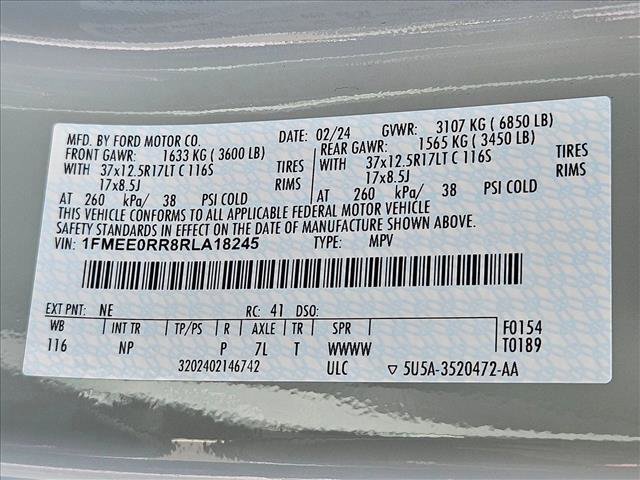 MFD. BY FORD MOTOR CO. DATE: 02/24 GVWR: 3107 KG ( 6850 LB)
FRONT GAWR: 1633 KG ( 3600 LB) REAR GAWR: 1565 KG ( 3450 LB)
WITH 37x12.5R17LT C 116S TIRES WITH 37x12.5R17LT C 116S TIRES
17x8.5J RIMS 17x8.5J RIMS
AT 260 kPa/ 38 PSI COLD AT 260 kPa/ 38 PSI COLD
THIS VEHICLE CONFORMS TO ALL APPLICABLE FEDERAL MOTOR VEHICLE
SAFETY STANDARDS IN EFFECT ON THE DATE OF MANUFACTURE SHOWN ABOVE.
VIN: 1FMEE0RR8RLA18245 TYPE: MPV
EXT PNT: NE RC: 41 DSO:
WB INT TR TP/PS R AXLE TR SPR F0154
116 NP P 7L T WWWW T0189
3202402146742 ULC 5U5A-3520472-AA